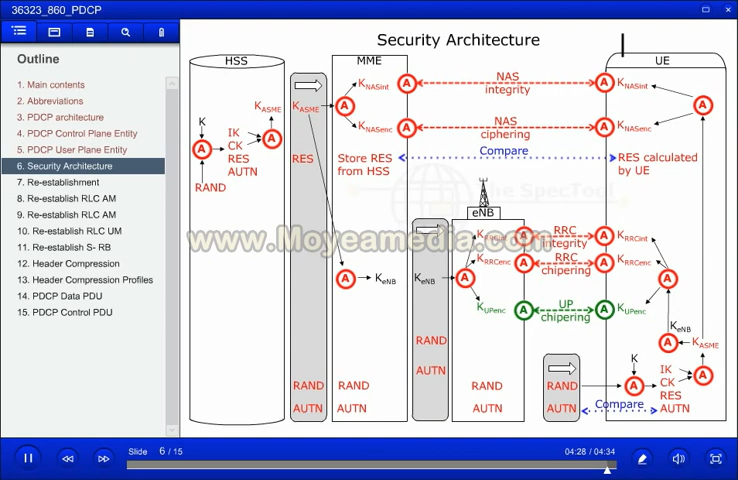 36323_860_PDCP
Outline
1. Main contents
2. Abbreviations
3. PDCP architecture
4. PDCP Control Plane Entity
5. PDCP User Plane Entity
6. Security Architecture
7. Re-establishment
8. Re-establish RLC AM
9. Re-establish RLC AM
10. Re-establish RLC UM
11. Re-establish S- RB
12. Header Compression
13. Header Compression Profiles
14. PDCP Data PDU
15. PDCP Control PDU
Security Architecture
HSS
MME
UE
K
A
IK
CK
RES
AUTN
RAND
KASME
A
KASME
RES
RAND
AUTN
A
KNASint
KNASenc
A
A
Store RES
from HSS
A
KeNB
RAND
AUTN
NAS
integrity
NAS
ciphering
Compare
The SpecTool
www.Moyeamedia.com
eNB
KeNB
RAND
AUTN
A
KRRCint
KRRCenc
KUPenc
A
A
A
RAND
AUTN
RRC
integrity
RRC
chipering
UP
chipering
A
KNASint
A
KNASenc
A
RES calculated
by UE
A
KRRCint
A
KRRCenc
A
KUPenc
A
KeNB
A
KASME
K
RAND
A
IK
CK
RES
AUTN
A
AUTN
Compare
Slide 6 / 15
04:28 / 04:34